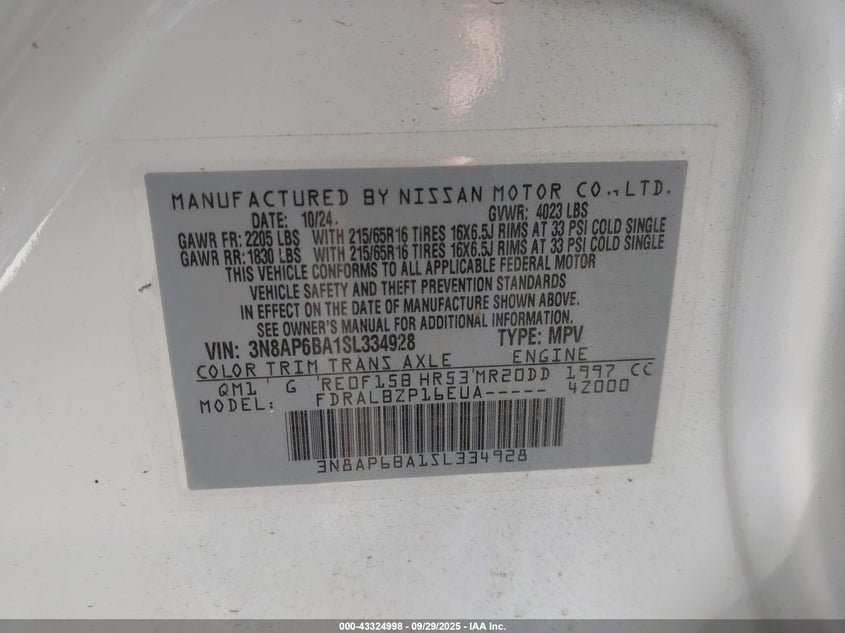 MANUFACTURED BY NISSAN MOTOR CO., LTD.
DATE: 10/24. GVWR: 4023 LBS
GAWR FR: 2205 LBS WITH 215/65R16 TIRES 16X6.5J RIMS AT 33 PSI COLD SINGLE
GAWR RR: 1830 LBS WITH 215/65R16 TIRES 16X6.5J RIMS AT 33 PSI COLD SINGLE
THIS VEHICLE CONFORMS TO ALL APPLICABLE FEDERAL MOTOR
VEHICLE SAFETY AND THEFT PREVENTION STANDARDS
IN EFFECT ON THE DATE OF MANUFACTURE SHOWN ABOVE.
SEE OWNER'S MANUAL FOR ADDITIONAL INFORMATION.
VIN: 3N8AP6BA1SL334928 TYPE: MPV
COLOR TRIM TRANS AXLE ENGINE
QM1 G RE0F15B HR53 MR20DD 1997 CC
MODEL: FDRALBZP16EUA----- 4Z000
3N8AP6BA1SL334928
000-43324998 - 09/29/2025 - IAA Inc.